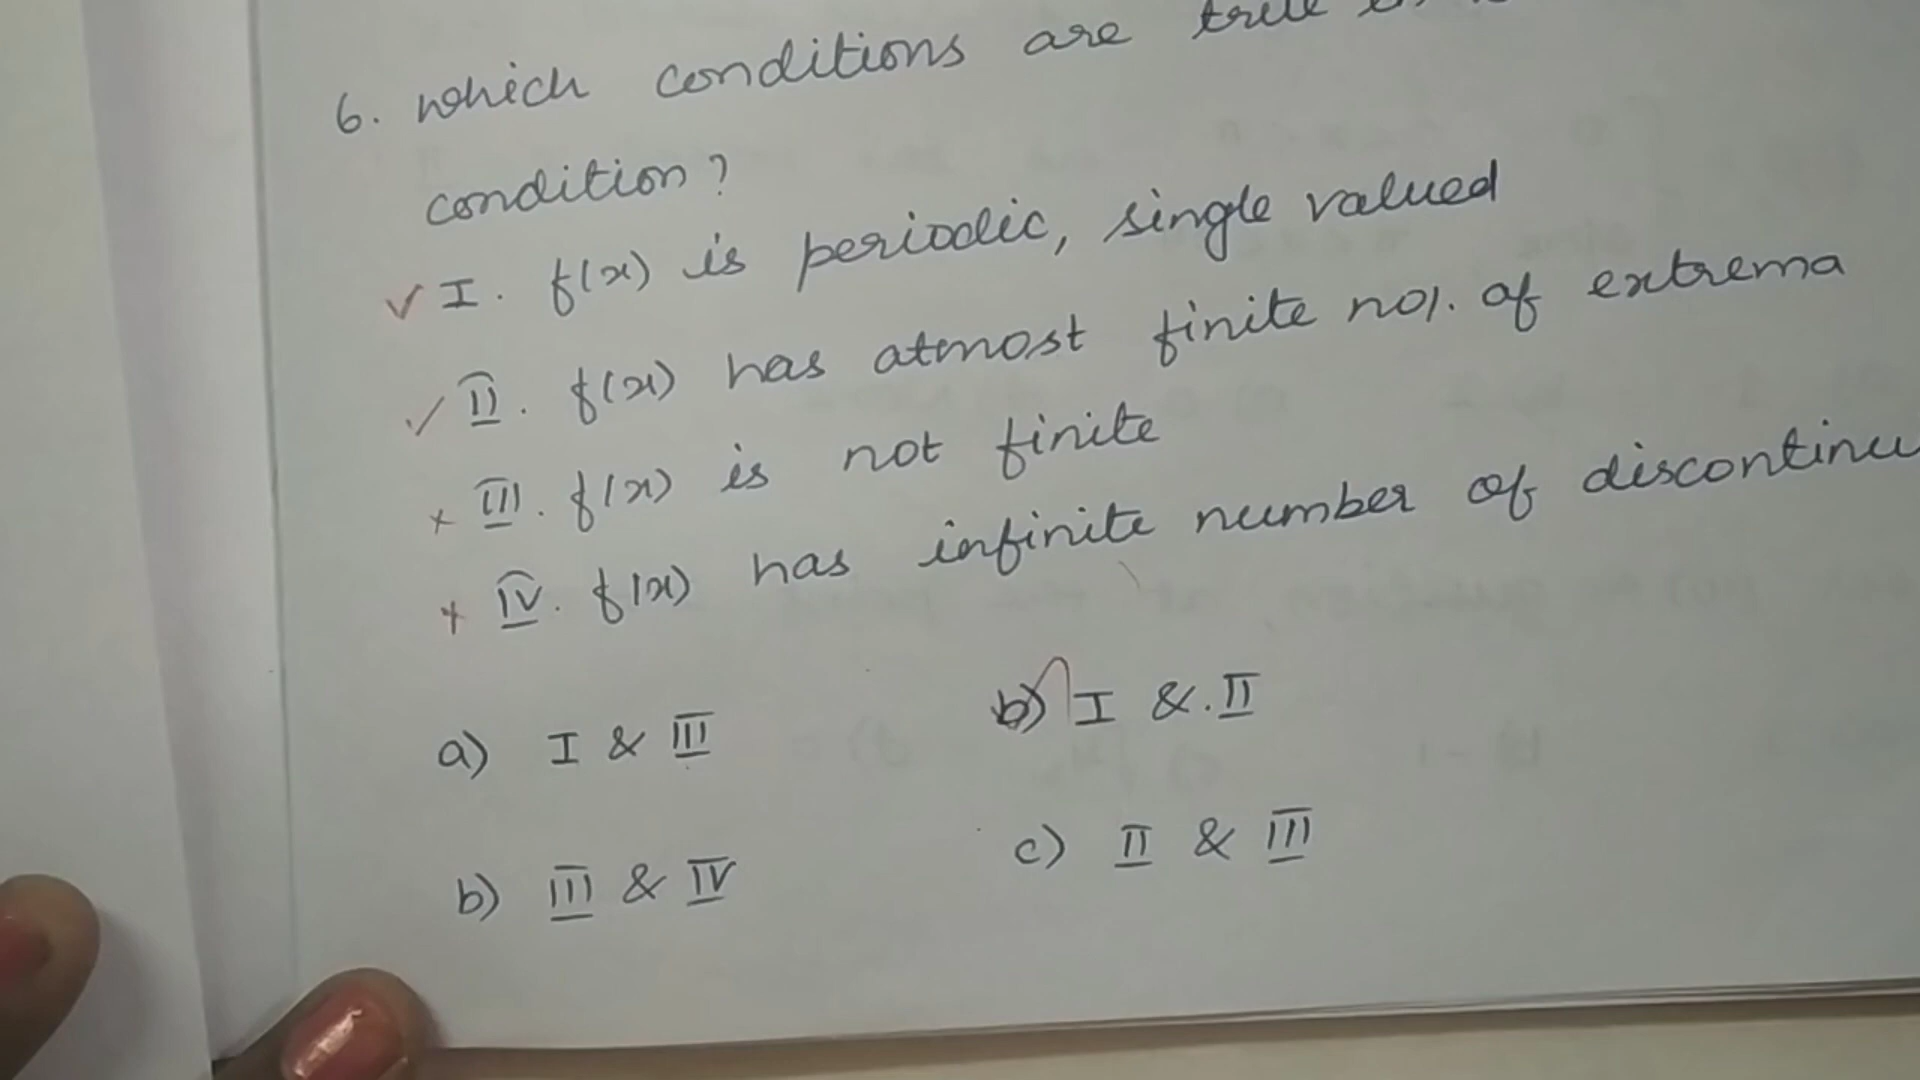 6. which conditions are true
condition?
✓ I. f(x) is periodic, single valued
✓ II. f(x) has atmost finite no. of extrema
x III. f(x) is not finite
x IV. f(x) has infinite number of
a) I & III b) I & II
b) III & IV c) II & III